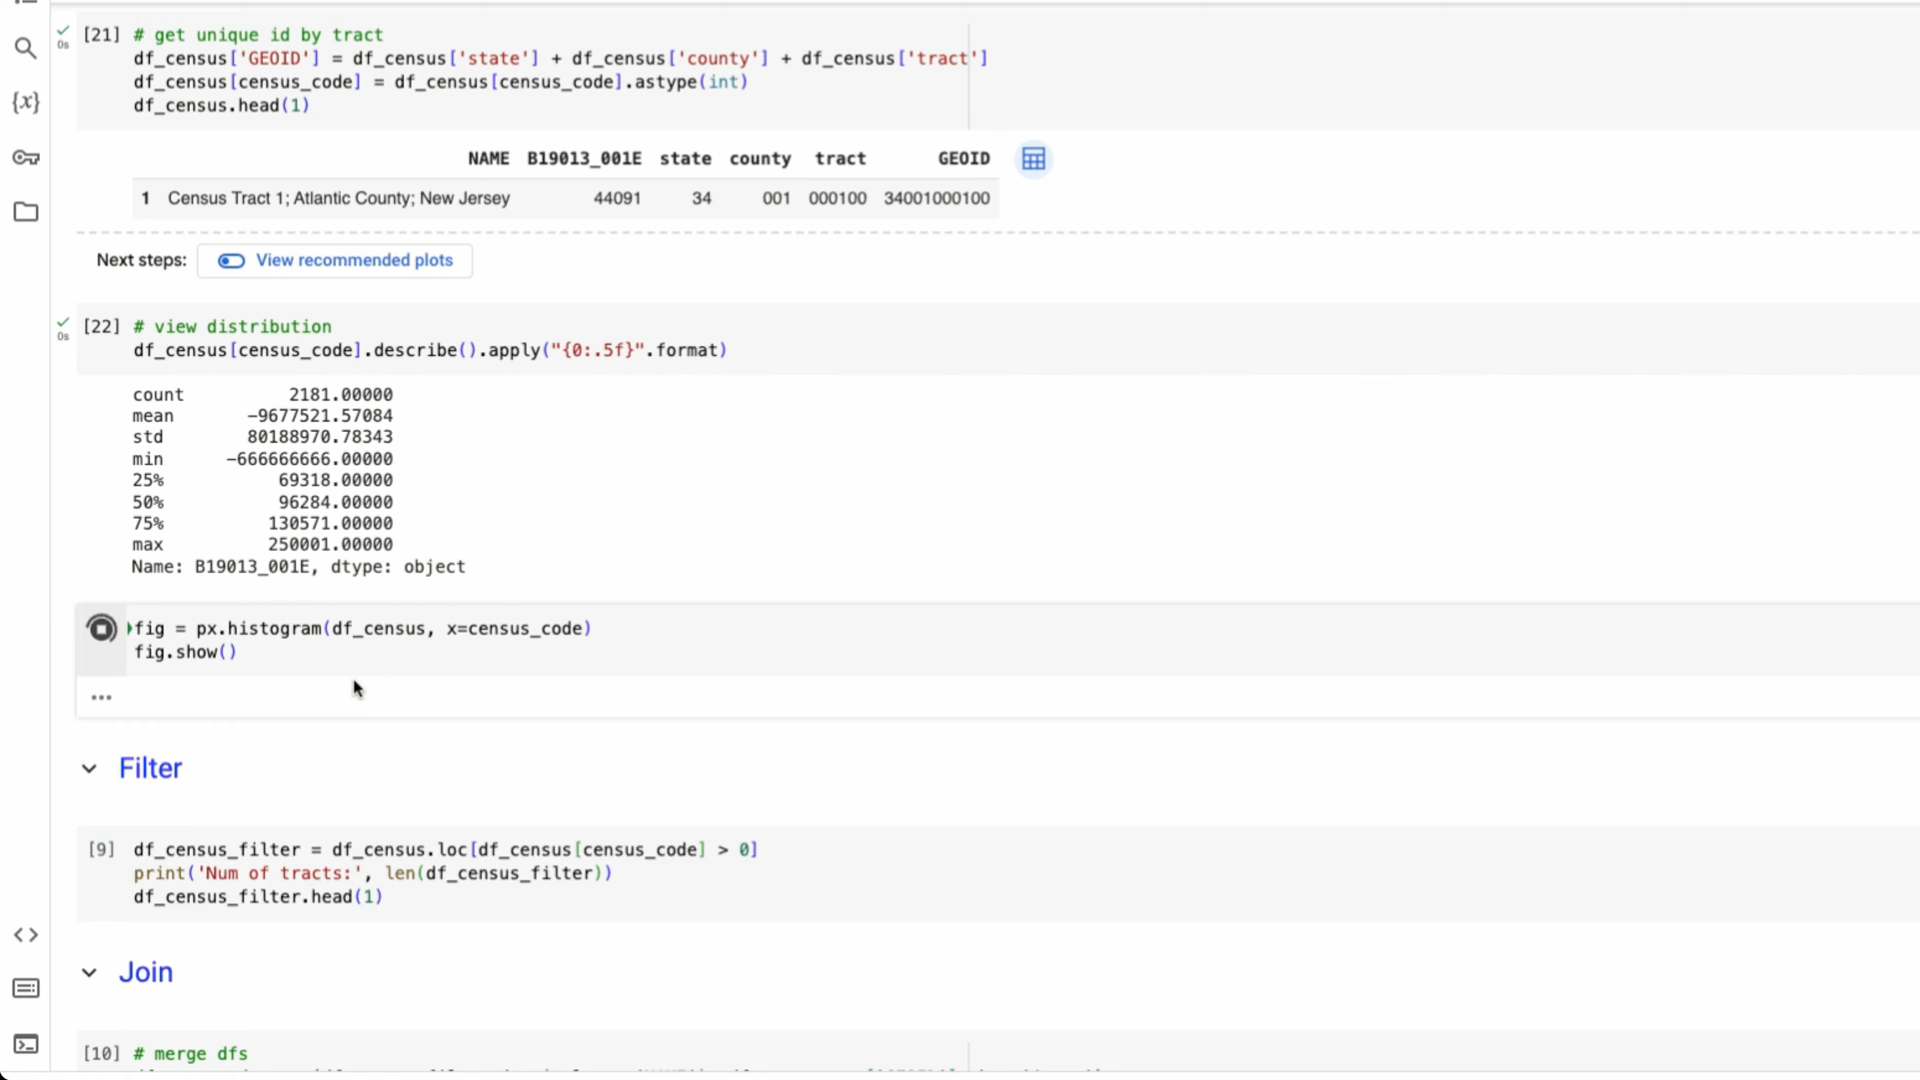 [21] # get unique id by tract
df_census['GEOID'] = df_census['state'] + df_census['county'] + df_census['tract']
df_census[census_code] = df_census[census_code].astype(int)
df_census.head(1)
0s
NAME B19013_001E state county tract GEOID
1 Census Tract 1; Atlantic County; New Jersey 44091 34 001 000100 34001000100
Next steps: View recommended plots
[22] # view distribution
0s
df_census[census_code].describe().apply("{0:.5f}".format)
count 2181.00000
mean -9677521.57084
std 80188970.78343
min -666666666.00000
25% 69318.00000
50% 96284.00000
75% 130571.00000
max 250001.00000
Name: B19013_001E, dtype: object
fig = px.histogram(df_census, x=census_code)
fig.show()
...
Filter
[9] df_census_filter = df_census.loc[df_census[census_code] > 0]
print('Num of tracts:', len(df_census_filter))
df_census_filter.head(1)
Join
[10] # merge dfs